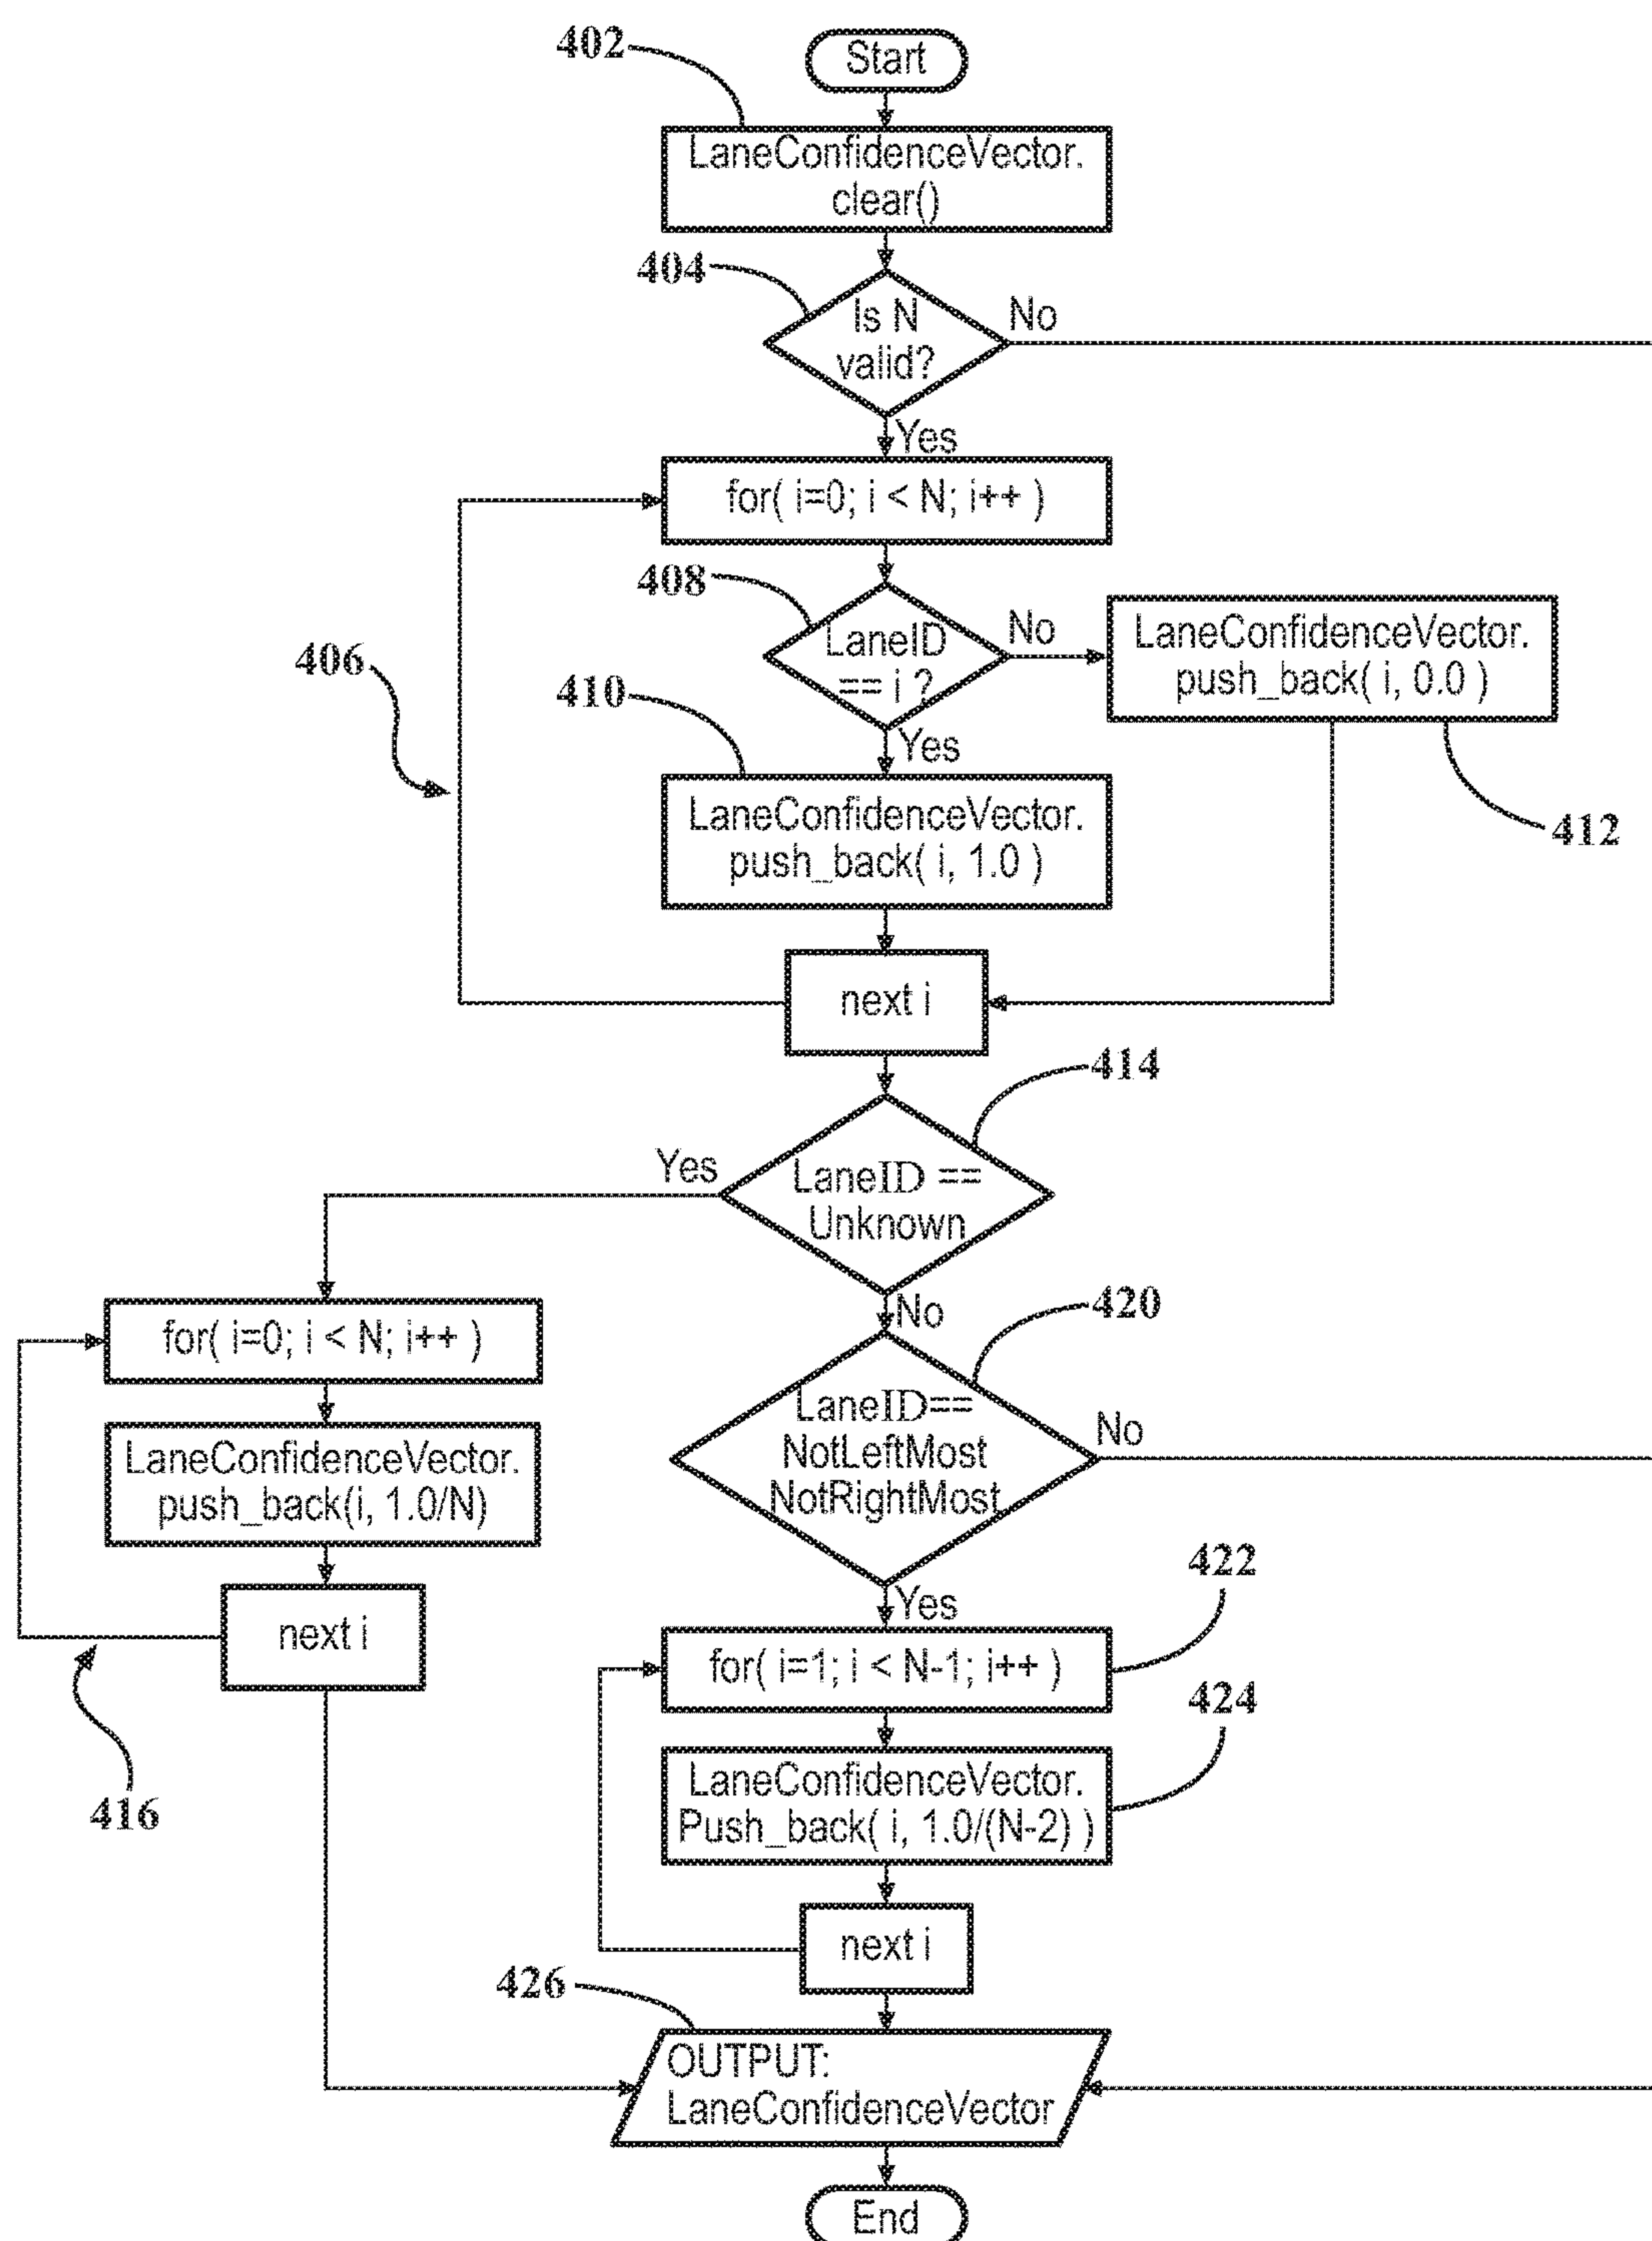 402
Start
LaneConfidenceVector.
clear()
404
Is N
valid?
No
Yes
for( i=0; i < N; i++ )
408
LaneID
== i ?
No
LaneConfidenceVector.
push_back( i, 0.0 )
406
410
Yes
LaneConfidenceVector.
push_back( i, 1.0 )
412
next i
414
Yes
LaneID ==
Unknown
No
420
for( i=0; i < N; i++ )
LaneID==
NotLeftMost
NotRightMost
No
LaneConfidenceVector.
push_back(i, 1.0/N)
next i
416
Yes
422
for( i=1; i < N-1; i++ )
424
LaneConfidenceVector.
Push_back( i, 1.0/(N-2) )
next i
426
OUTPUT:
LaneConfidenceVector
End